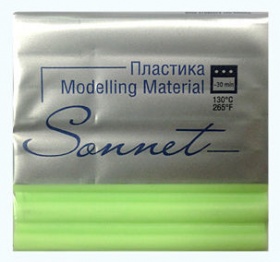 Пластика
Modelling Material
~30 min
130°C
265°F
Sonnet